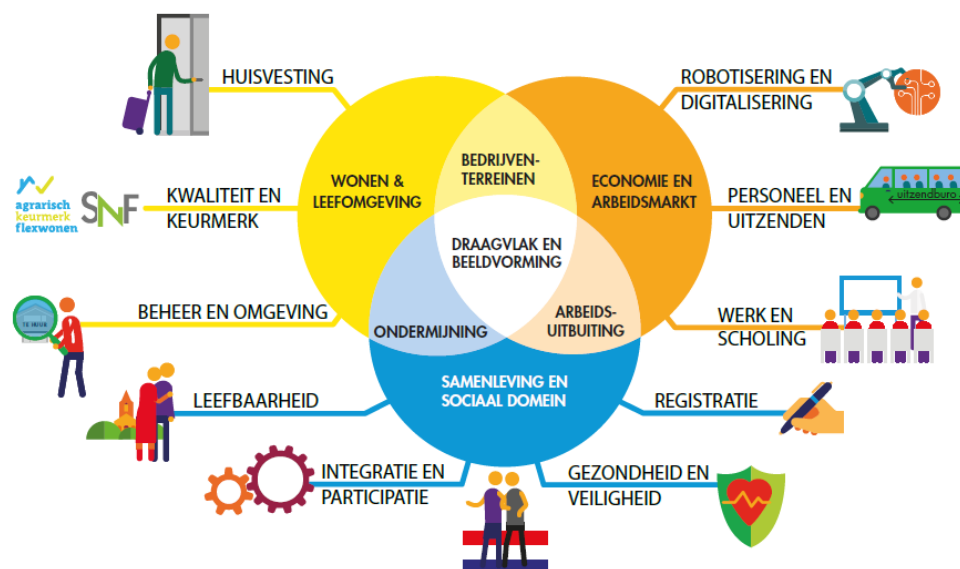 HUISVESTING
ROBOTISERING EN
DIGITALISERING
BEDRIJVEN-
TERREINEN
WONEN &
LEEFOMGEVING
ECONOMIE EN
ARBEIDSMARKT
agrarisch
keurmerk
flexwonen
SNF
KWALITEIT EN
KEURMERK
PERSONEEL EN
UITZENDEN
uitzendburo
DRAAGVLAK EN
BEELDVORMING
BEHEER EN OMGEVING
TE HUUR
ONDERMIJNING
ARBEIDS-
UITBUITING
WERK EN
SCHOLING
SAMENLEVING EN
SOCIAAL DOMEIN
LEEFBAARHEID
REGISTRATIE
INTEGRATIE EN
PARTICIPATIE
GEZONDHEID EN
VEILIGHEID